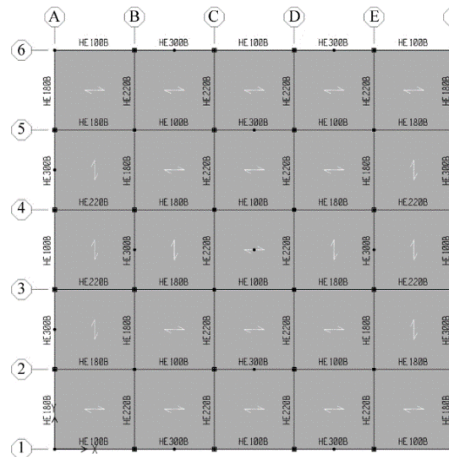 A B C D E
HE100B HE300B HE100B HE300B HE100B
6
HE180B HE220B HE220B HE220B HE220B HE180B
5
HE180B HE100B HE300B HE100B HE180B
HE300B HE180B HE220B HE220B HE180B HE300B
4
HE220B HE180B HE100B HE180B HE220B
HE100B HE300B HE220B HE220B HE300B HE100B
3
HE220B HE180B HE100B HE180B HE220B
HE300B HE180B HE220B HE220B HE180B HE300B
2
HE180B HE100B HE300B HE100B HE180B
HE180B HE220B HE220B HE220B HE220B HE180B
HE100B HE300B HE100B HE300B HE100B
1
X